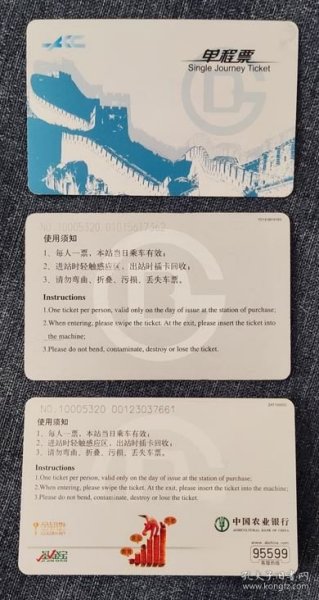 单程票
Single Journey Ticket
NO. 10005320 01015617362
使用须知
1、每人一票，本站当日乘车有效；
2、进站时轻触感应区，出站时插卡回收；
3、请勿弯曲、折叠、污损、丢失车票。
Instructions
1.One ticket per person, valid only on the day of issue at the station of purchase;
2.When entering, please swipe the ticket. At the exit, please insert the ticket into
the machine;
3.Please do not bend, contaminate, destroy or lose the ticket.
NO. 10005320 00123037661
使用须知
1、每人一票，本站当日乘车有效；
2、进站时轻触感应区，出站时插卡回收；
3、请勿弯曲、折叠、污损、丢失车票。
Instructions
1.One ticket per person, valid only on the day of issue at the station of purchase;
2.When entering, please swipe the ticket. At the exit, please insert the ticket into the machine;
3.Please do not bend, contaminate, destroy or lose the ticket.
中国农业银行
AGRICULTURAL BANK OF CHINA
95599